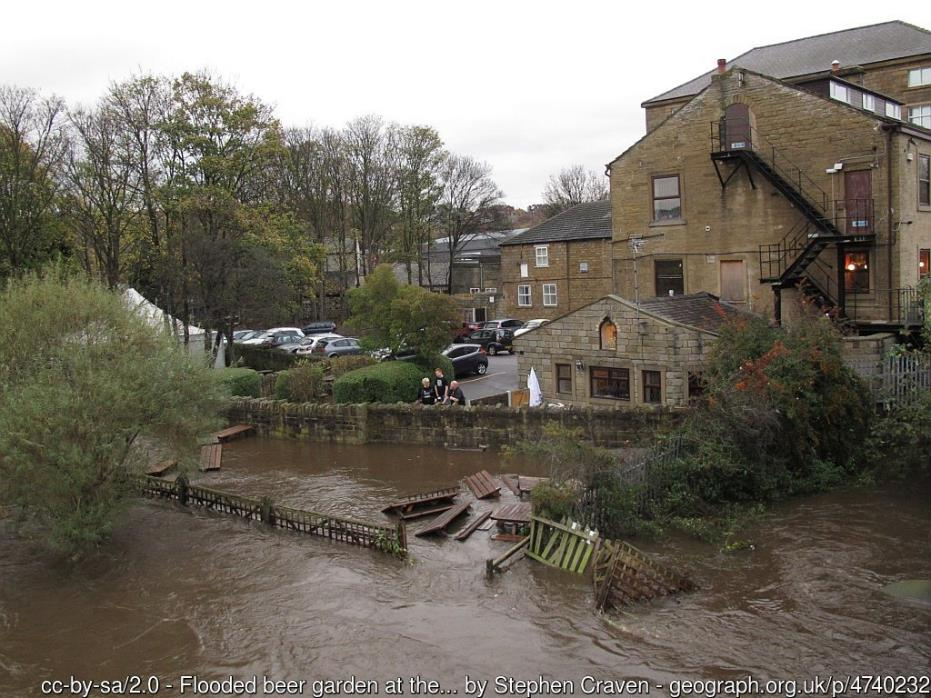 cc-by-sa/2.0 - Flooded beer garden at the... by Stephen Craven - geograph.org.uk/p/4740232